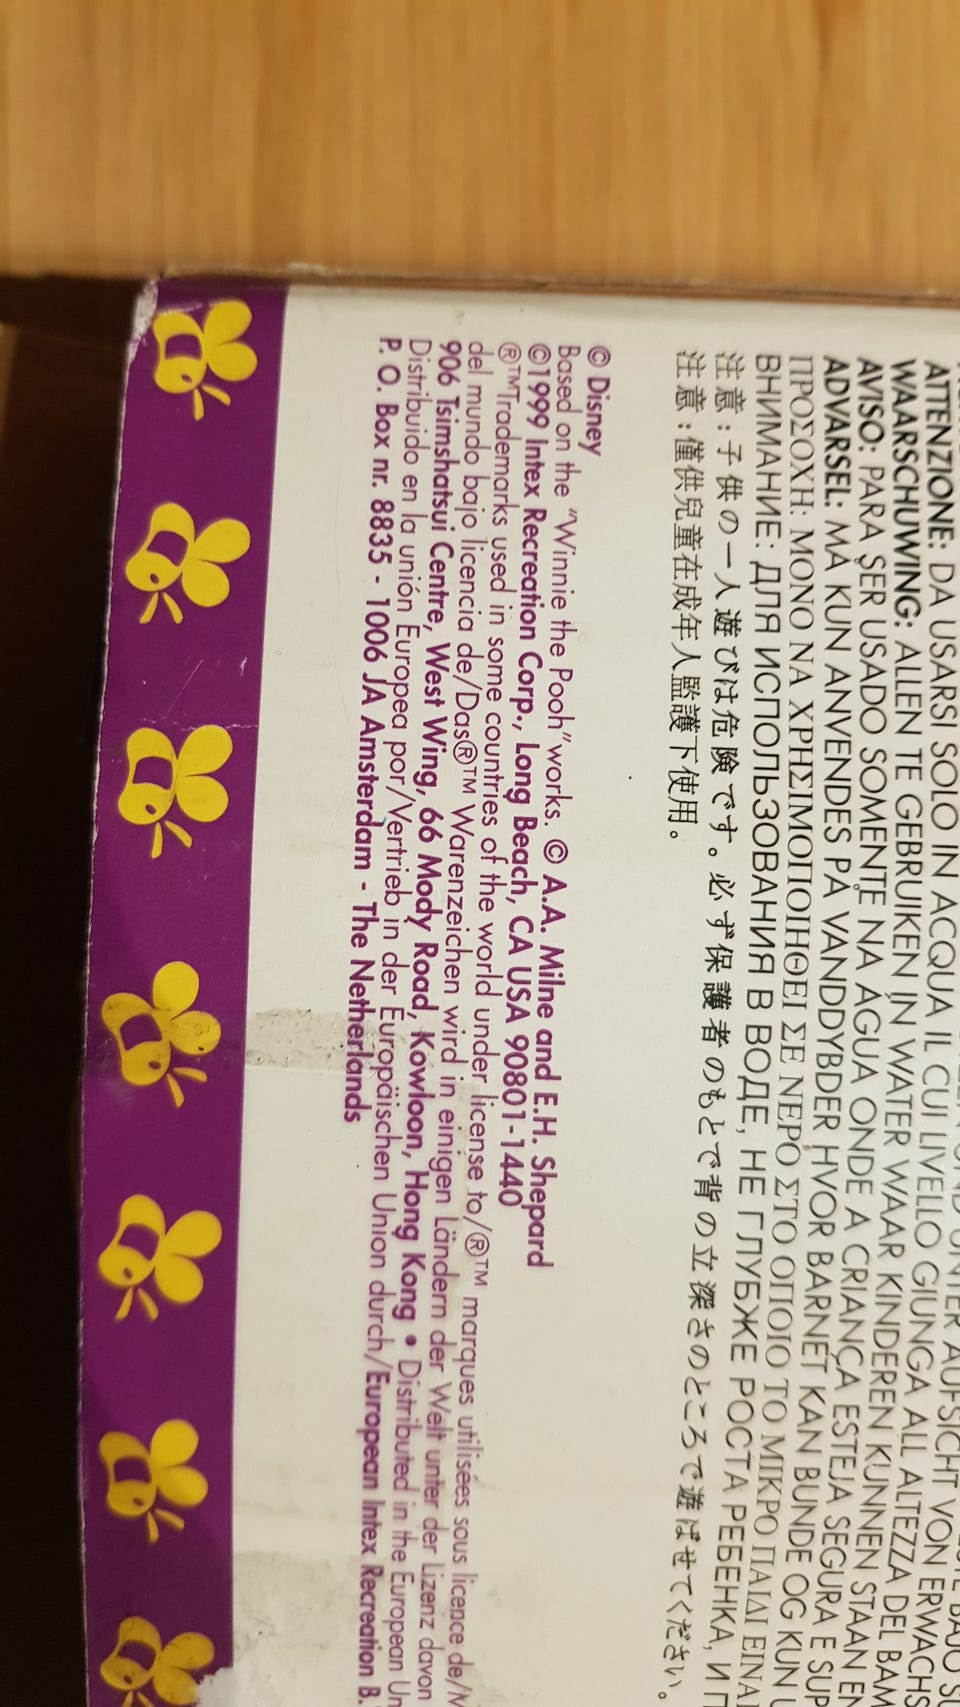 ATTENZIONE: DA USARSI SOLO IN ACQUA IL CUI LIVELLO GIUNGA ALL ALTEZZA DEL
WAARSCHUWING: ALLEN TE GEBRUIKEN IN WATER WAAR KINDEREN KUNNEN STAAN
AVISO: PARA SER USADO SOMENTE NA ÁGUA ONDE A CRIANÇA ESTEJA SEGURA E
ADVARSEL: MÅ KUN ANVENDES PÅ VANDDYBDER HVOR BARNET KAN BUNDE OG KUN
ΠΡΟΣΟΧΗ: ΜΟΝΟ ΝΑ ΧΡΗΣΙΜΟΠΟΙΗΘΕΙ ΣΕ ΝΕΡΟ ΣΤΟ ΟΠΟΙΟ ΤΟ ΜΙΚΡΟ ΠΑΙΔΙ ΕΙΝΑΙ
ВНИМАНИЕ: ДЛЯ ИСПОЛЬЗОВАНИЯ В ВОДЕ, НЕ ГЛУБЖЕ РОСТА РЕБЕНКА, И
注意:子供の一人遊びは危険です。必ず保護者のもとで背の立深さのところで遊ばせてください。
注意:僅供兒童在成年人監護下使用。
© Disney
Based on the "Winnie the Pooh" works. © A.A. Milne and E.H. Shepard
©1999 Intex Recreation Corp., Long Beach, CA USA 90801-1440
®™Trademarks used in some countries of the world under license to/®™ marques utilisées sous licence de/
del mundo bajo licencia de/Das®™ Warenzeichen wird in einigen Ländern der Welt unter der Lizenz davon
906 Tsimshatsui Centre, West Wing, 66 Mody Road, Kowloon, Hong Kong • Distributed in the European
Distribuido en la unión Europea por/Vertrieb in der Europäischen Union durch/European Intex Recreation B.
P. O. Box nr. 8835 - 1006 JA Amsterdam - The Netherlands